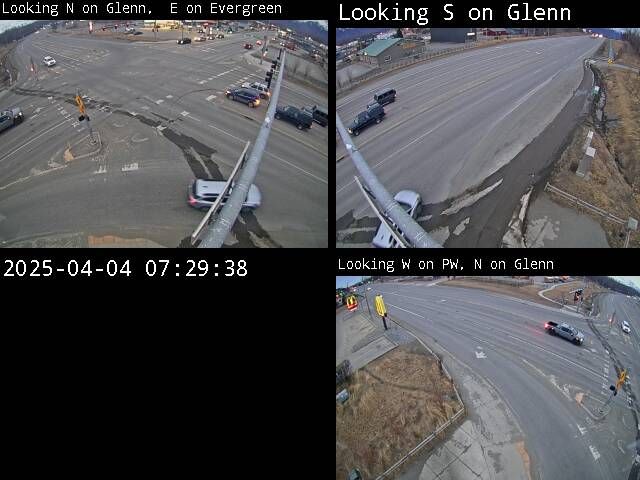 Looking N on Glenn,  E on Evergreen
Looking S on Glenn
2025-04-04 07:29:38
Looking W on PW, N on Glenn